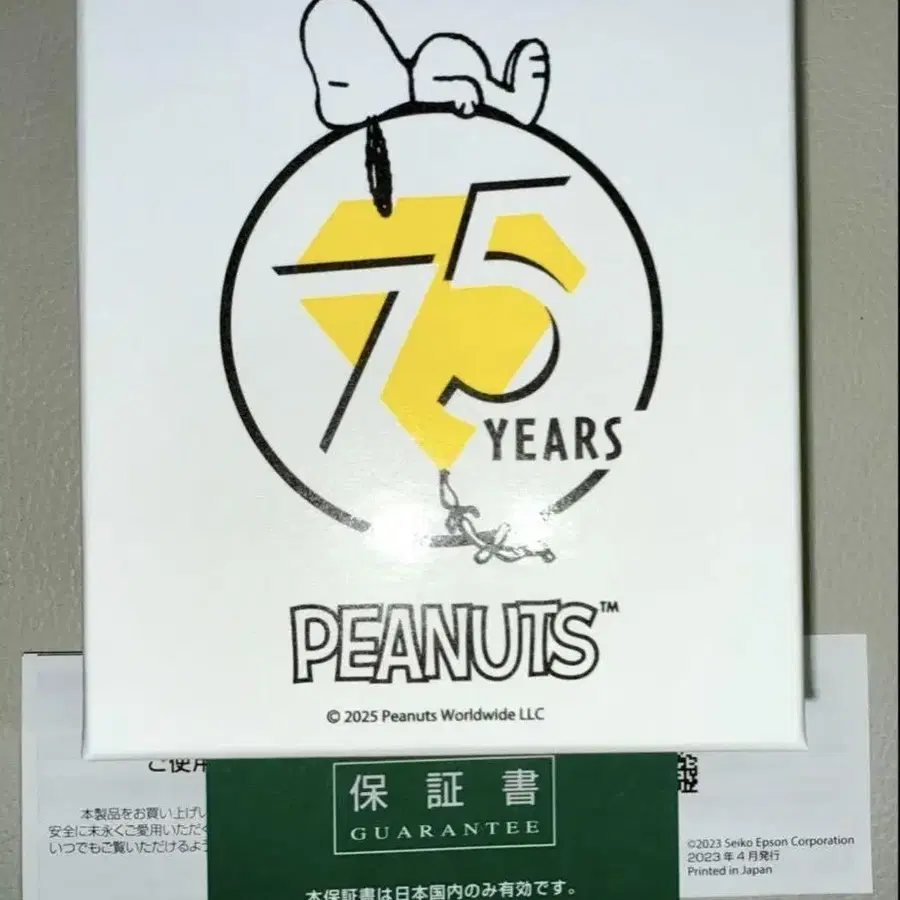 75
YEARS
PEANUTS™
© 2025 Peanuts Worldwide LLC
ご使用
本製品をお買い上げ
安全に末永くご愛用いただ
いつでもご覧いただけるよ
保証書
GUARANTEE
本保証書は日本国内のみ有効です。
©2023 Seiko Epson Corporation
2023年4月発行
Printed in Japan